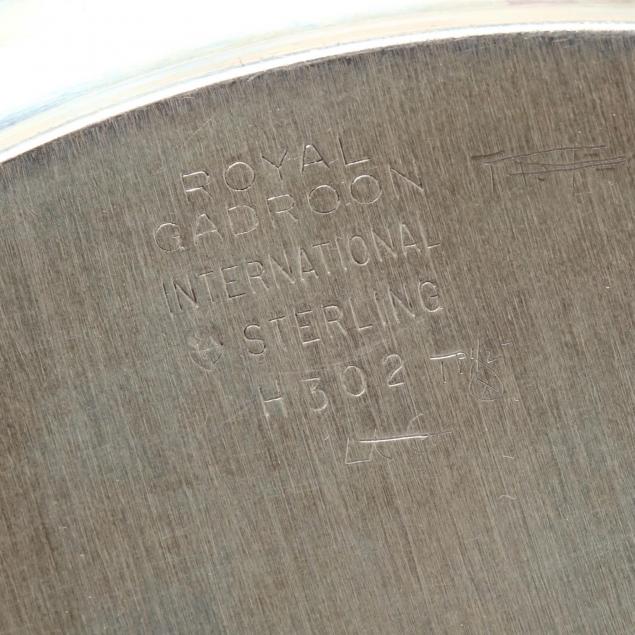 ROYAL
GADROON
INTERNATIONAL
STERLING
H302